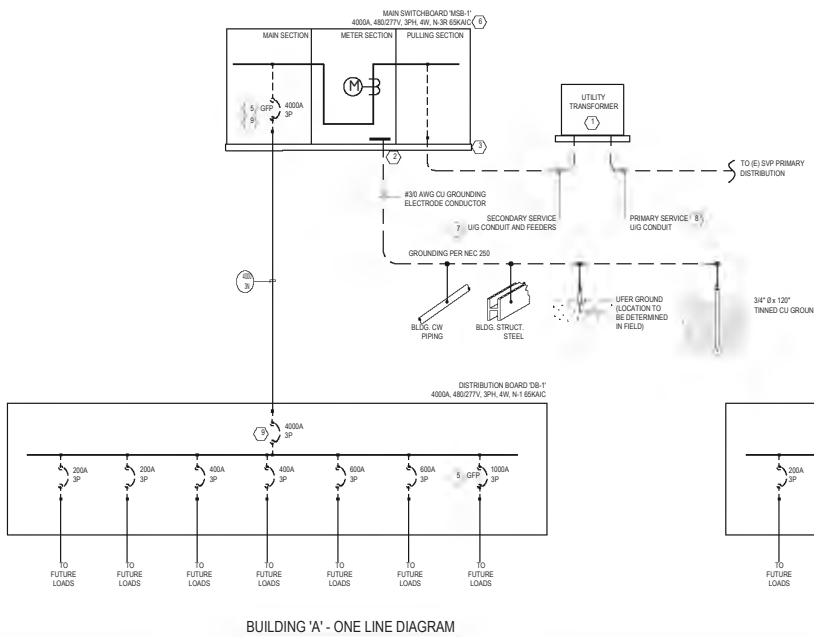 MAIN SWITCHBOARD 'MSB-1'
4000A, 480/277V, 3PH, 4W, N-3R 65KAIC
6
MAIN SECTION
METER SECTION
PULLING SECTION
M
5
GFP
9
4000A
3P
3
2
UTILITY
TRANSFORMER
1
TO (E) SVP PRIMARY
DISTRIBUTION
#3/0 AWG CU GROUNDING
ELECTRODE CONDUCTOR
7
SECONDARY SERVICE
U/G CONDUIT AND FEEDERS
PRIMARY SERVICE
U/G CONDUIT
8
GROUNDING PER NEC 250
4000
3N
BLDG. CW
PIPING
BLDG. STRUCT.
STEEL
UFER GROUND
(LOCATION TO
BE DETERMINED
IN FIELD)
3/4" Ø x 120"
TINNED CU GROUN
DISTRIBUTION BOARD 'DB-1'
4000A, 480/277V, 3PH, 4W, N-1 65KAIC
9
4000A
3P
200A
3P
200A
3P
400A
3P
400A
3P
600A
3P
600A
3P
5
GFP
1000A
3P
200A
3P
TO
FUTURE
LOADS
TO
FUTURE
LOADS
TO
FUTURE
LOADS
TO
FUTURE
LOADS
TO
FUTURE
LOADS
TO
FUTURE
LOADS
TO
FUTURE
LOADS
TO
FUTURE
LOADS
BUILDING 'A' - ONE LINE DIAGRAM